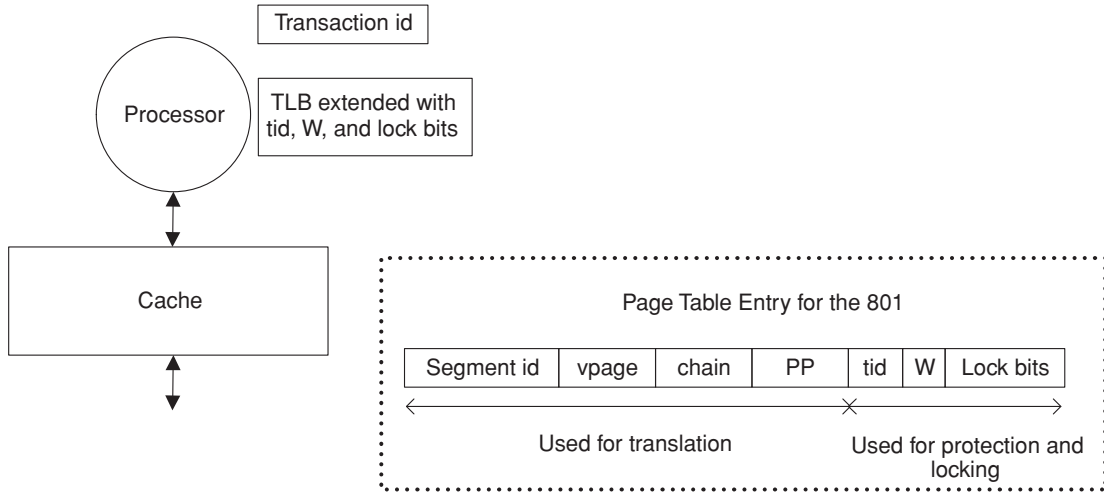 Transaction id
Processor
TLB extended with
tid, W, and lock bits
Cache
Page Table Entry for the 801
Segment id vpage chain PP tid W Lock bits
Used for translation
Used for protection and
locking